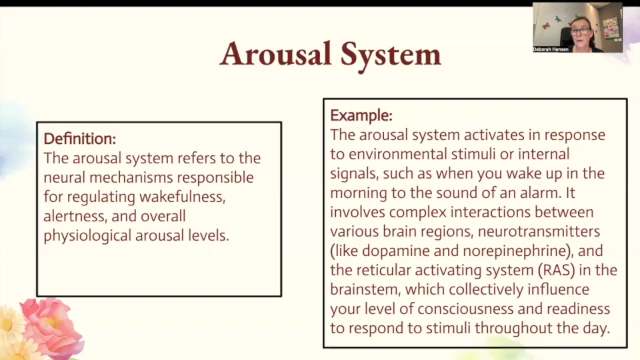 Deborah Hansen
Arousal System
Definition:
The arousal system refers to the
neural mechanisms responsible
for regulating wakefulness,
alertness, and overall
physiological arousal levels.
Example:
The arousal system activates in response
to environmental stimuli or internal
signals, such as when you wake up in the
morning to the sound of an alarm. It
involves complex interactions between
various brain regions, neurotransmitters
(like dopamine and norepinephrine), and
the reticular activating system (RAS) in the
brainstem, which collectively influence
your level of consciousness and readiness
to respond to stimuli throughout the day.